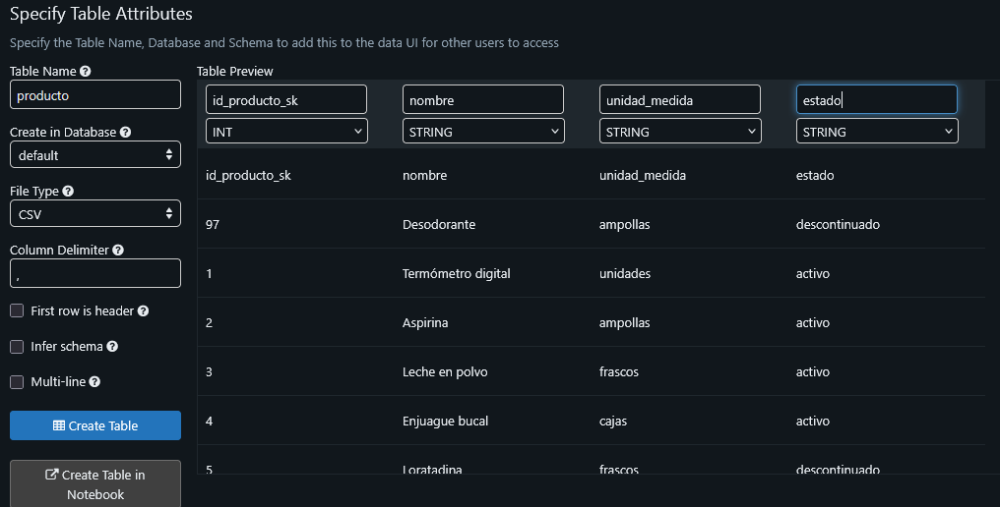 Specify Table Attributes
Specify the Table Name, Database and Schema to add this to the data UI for other users to access
Table Name
producto
Create in Database
default
File Type
CSV
Column Delimiter
,
First row is header
Infer schema
Multi-line
Create Table
Create Table in
Notebook
Table Preview
id_producto_sk nombre unidad_medida estado
INT STRING STRING STRING
id_producto_sk nombre unidad_medida estado
97 Desodorante ampollas descontinuado
1 Termómetro digital unidades activo
2 Aspirina ampollas activo
3 Leche en polvo frascos activo
4 Enjuague bucal cajas activo
5 Loratadina frascos descontinuado